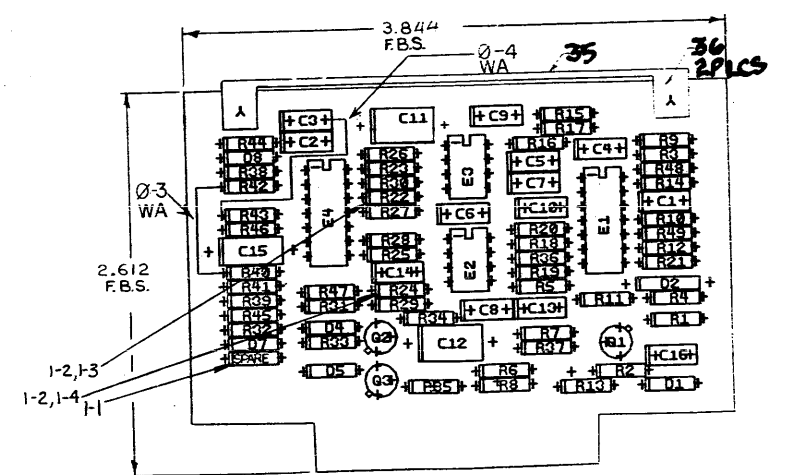 3.844
F.B.S.
Ø-4
WA
35
36
2PLCS
Y
Y
C3
C2
C11
C9
R15
R17
R44
D8
R38
R42
R26
R23
R30
R22
R27
E3
R16
C5
C7
C4
R9
R3
R48
R14
C1
Ø-3
WA
R43
R46
E4
C6
C10
E1
R10
R49
R12
R21
C15
R28
R25
E2
R20
R18
R36
R19
R5
2.612
F.B.S.
R40
R41
R39
R45
R32
D7
SPARE
C14
R24
R29
D2
R4
R47
R31
R34
C8
C13
R11
R1
D4
R33
Q2
C12
R7
R37
Q1
C16
1-2,1-3
D5
Q3
R6
R8
R2
R13
D1
1-2,1-4
1-1